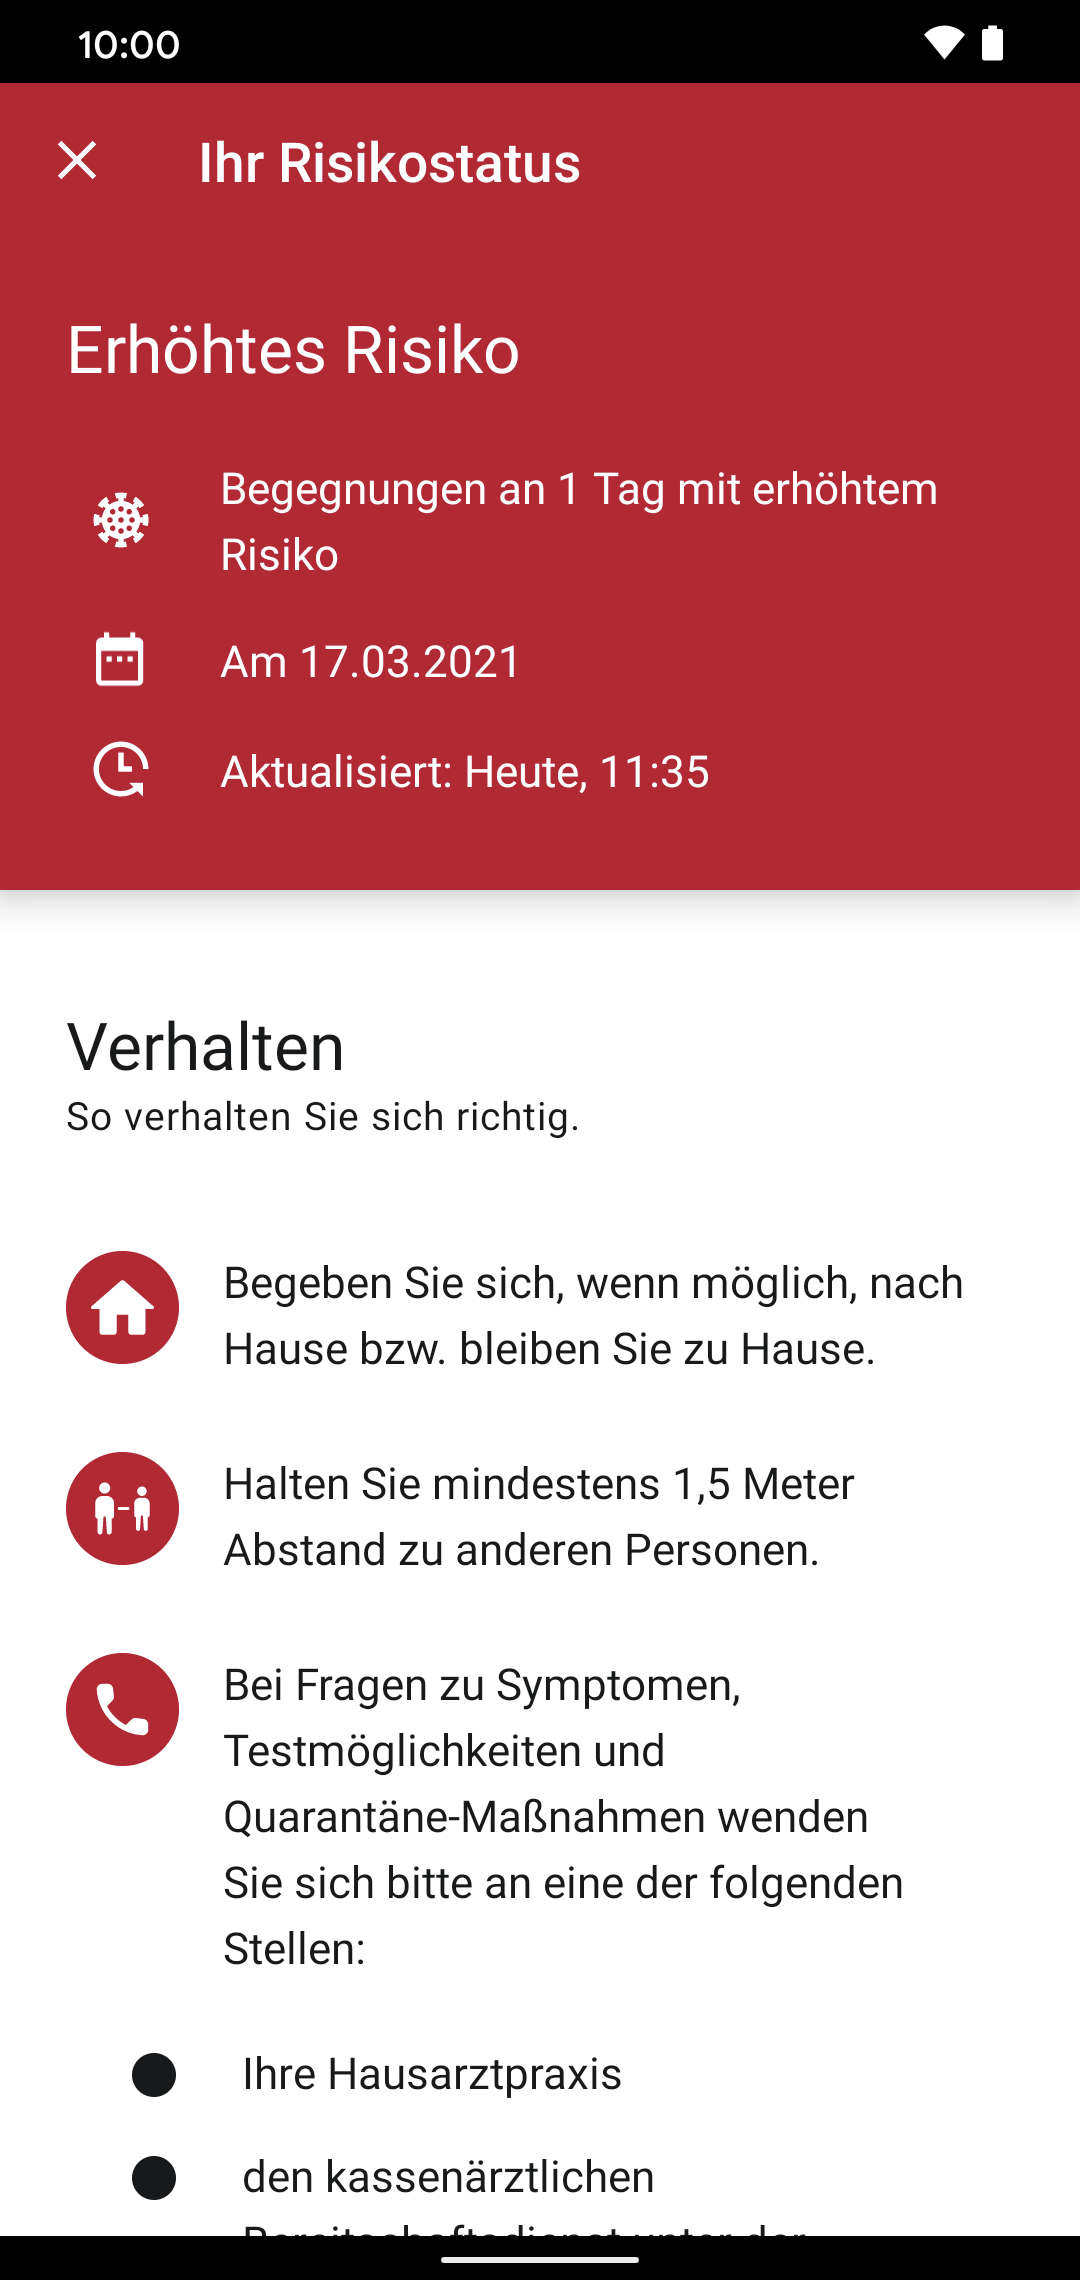 10:00
Ihr Risikostatus
Erhöhtes Risiko
Begegnungen an 1 Tag mit erhöhtem
Risiko
Am 17.03.2021
Aktualisiert: Heute, 11:35
Verhalten
So verhalten Sie sich richtig.
Begeben Sie sich, wenn möglich, nach
Hause bzw. bleiben Sie zu Hause.
Halten Sie mindestens 1,5 Meter
Abstand zu anderen Personen.
Bei Fragen zu Symptomen,
Testmöglichkeiten und
Quarantäne-Maßnahmen wenden
Sie sich bitte an eine der folgenden
Stellen:
Ihre Hausarztpraxis
den kassenärztlichen
Bereitschaftsdienst unter der